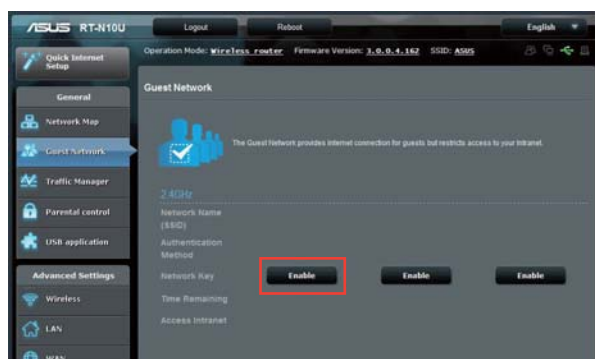 ASUS RT-N10U
Logout
Reboot
English
Operation Mode: Wireless router Firmware Version: 3.0.0.4.162 SSID: ASUS
Quick Internet
Setup
General
Network Map
Guest Network
Traffic Manager
Parental control
USB application
Advanced Settings
Wireless
LAN
WAN
Guest Network
The Guest Network provides Internet connection for guests but restricts access to your Intranet.
2.4GHz
Network Name
(SSID)
Authentication
Method
Network Key
Enable
Enable
Enable
Time Remaining
Access Intranet